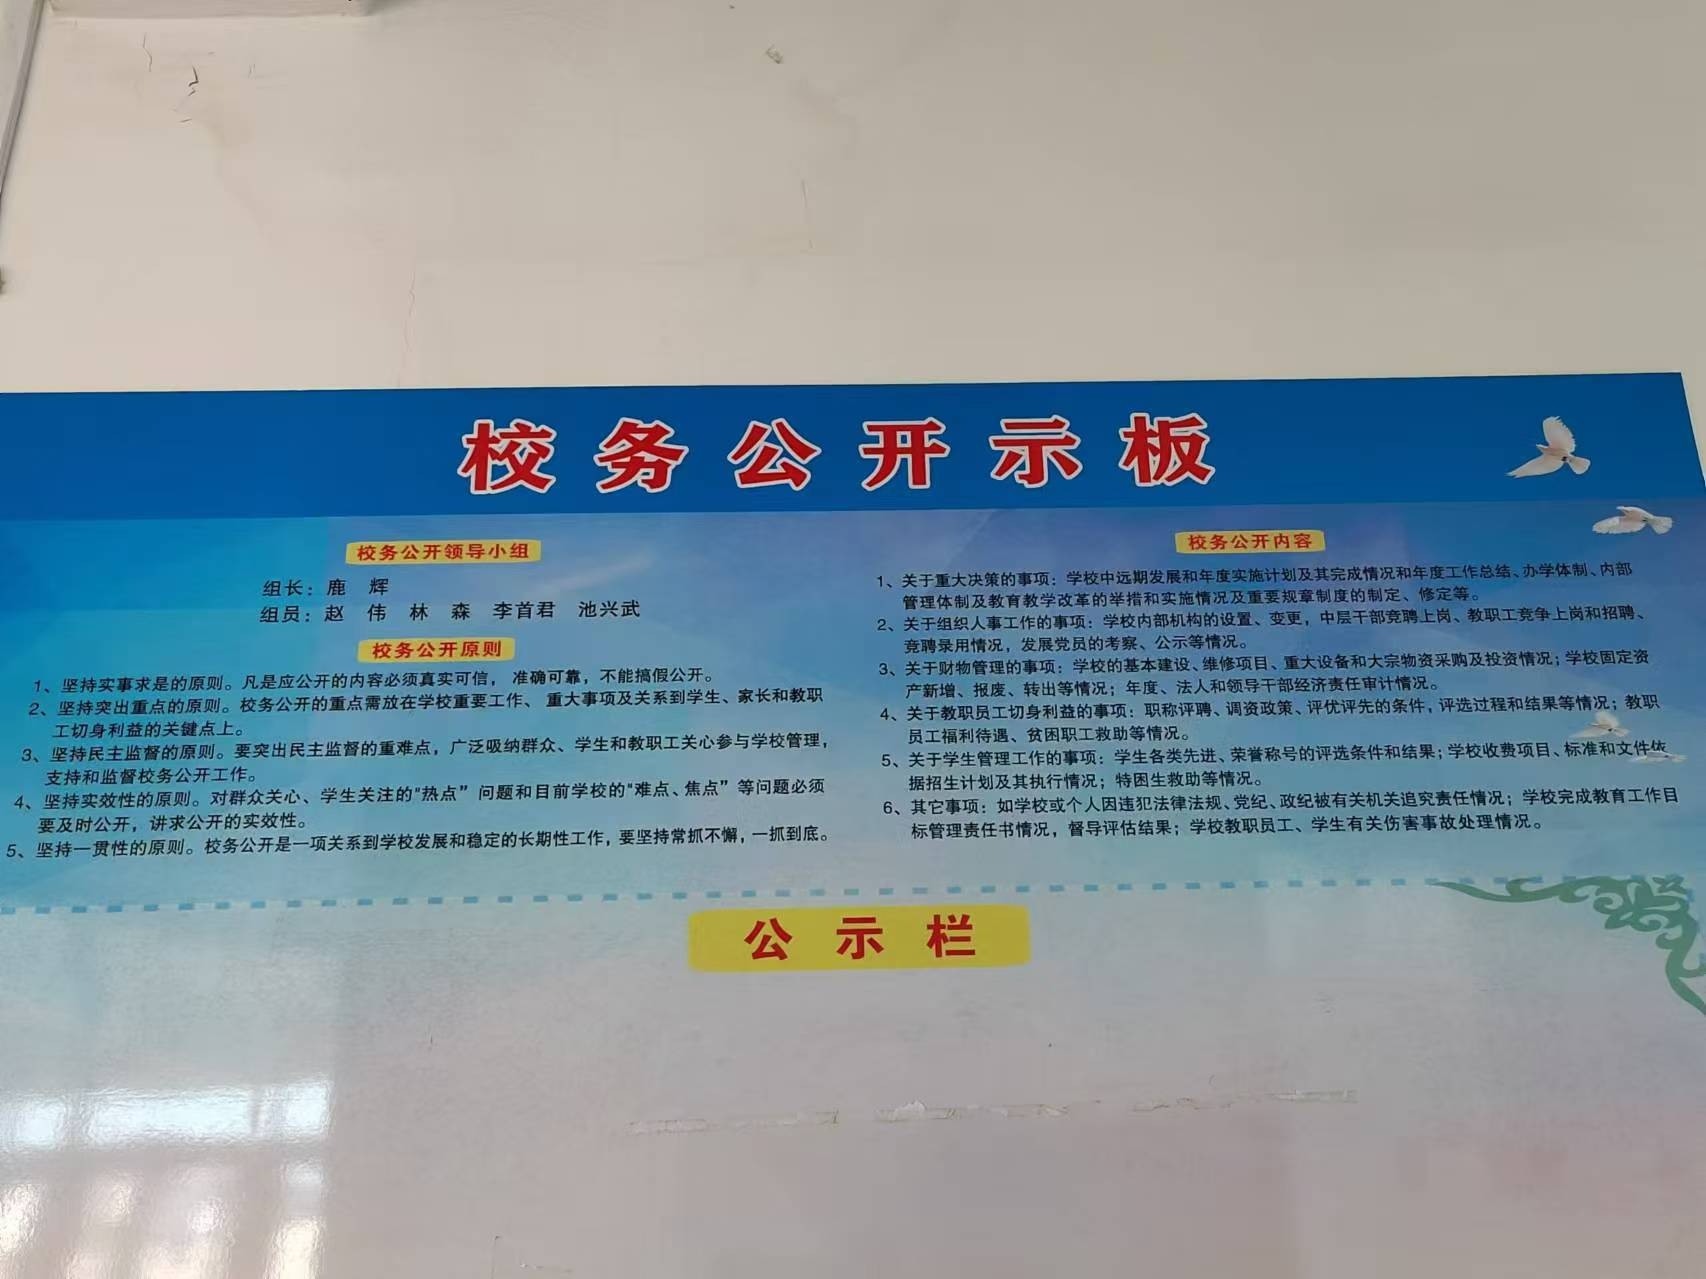 校务公开示板
校务公开领导小组
组长：鹿 辉
组员：赵 伟 林 森 李首君 池兴武
校务公开原则
1、坚持实事求是的原则。凡是应公开的内容必须真实可信， 准确可靠，不能搞假公开。
2、坚持突出重点的原则。校务公开的重点需放在学校重要工作、 重大事项及关系到学生、家长和教职
工切身利益的关键点上。
3、坚持民主监督的原则。要突出民主监督的重难点，广泛吸纳群众、学生和教职工关心参与学校管理，
支持和监督校务公开工作。
4、坚持实效性的原则。对群众关心、学生关注的"热点" 问题和目前学校的"难点、焦点" 等问题必须
要及时公开，讲求公开的实效性。
5、坚持一贯性的原则。校务公开是一项关系到学校发展和稳定的长期性工作，要坚持常抓不懈，一抓到底。
校务公开内容
1、关于重大决策的事项：学校中远期发展和年度实施计划及其完成情况和年度工作总结、办学体制、内部
管理体制及教育教学改革的举措和实施情况及重要规章制度的制定、修定等。
2、关于组织人事工作的事项：学校内部机构的设置、变更，中层干部竞聘上岗、教职工竞争上岗和招聘、
竞聘录用情况，发展党员的考察、公示等情况。
3、关于财物管理的事项：学校的基本建设、维修项目、重大设备和大宗物资采购及投资情况；学校固定资
产新增、报废、转出等情况；年度、法人和领导干部经济责任审计情况。
4、关于教职员工切身利益的事项：职称评聘、调资政策、评优评先的条件，评选过程和结果等情况；教职
员工福利待遇、贫困职工救助等情况。
5、关于学生管理工作的事项：学生各类先进、荣誉称号的评选条件和结果；学校收费项目、标准和文件依
据招生计划及其执行情况；特困生救助等情况。
6、其它事项：如学校或个人因违犯法律法规、党纪、政纪被有关机关追究责任情况；学校完成教育工作目
标管理责任书情况，督导评估结果；学校教职员工、学生有关伤害事故处理情况。
公示栏